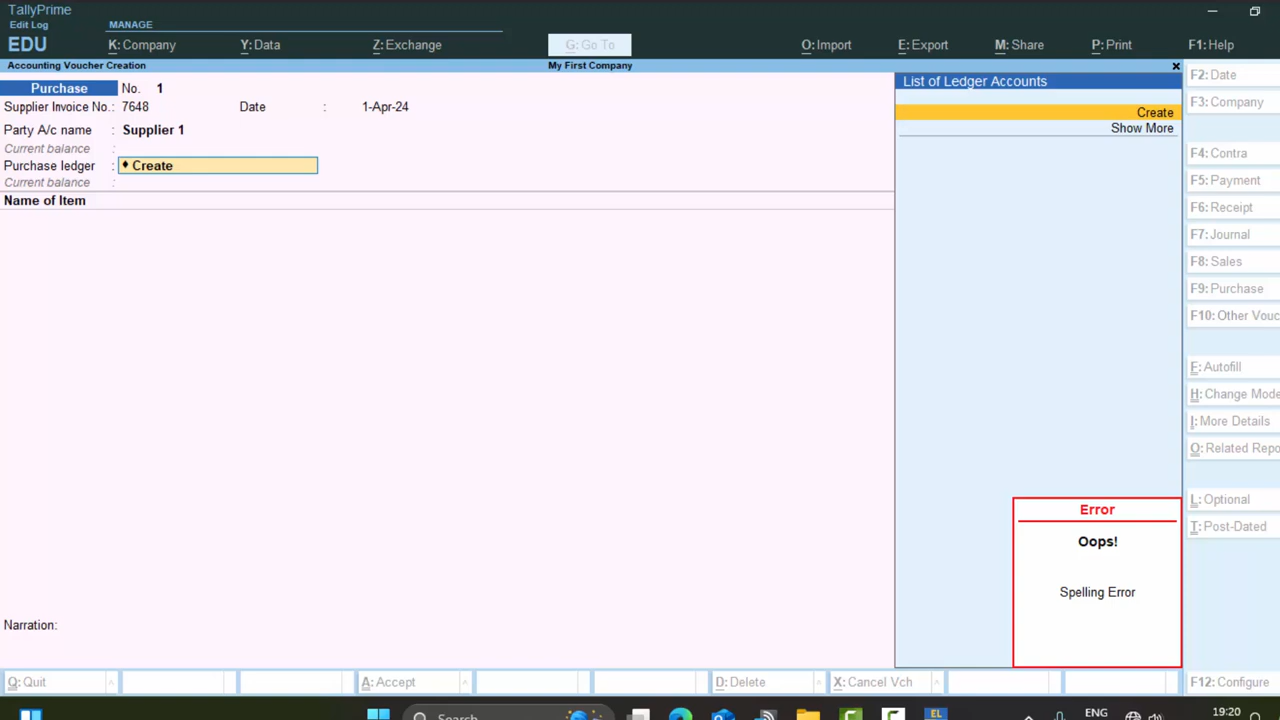 TallyPrime
Edit Log
MANAGE
EDU
K: Company
Y: Data
Z: Exchange
G: Go To
O: Import
E: Export
M: Share
P: Print
F1: Help
Accounting Voucher Creation
My First Company
Purchase No. 1
Supplier Invoice No.: 7648 Date : 1-Apr-24
Party A/c name : Supplier 1
Current balance :
Purchase ledger : ♦ Create
Current balance :
Name of Item
Narration:
List of Ledger Accounts
Create
Show More
Error
Oops!
Spelling Error
F2: Date
F3: Company
F4: Contra
F5: Payment
F6: Receipt
F7: Journal
F8: Sales
F9: Purchase
F10: Other Vouc
F: Autofill
H: Change Mode
I: More Details
O: Related Repo
L: Optional
T: Post-Dated
Q: Quit
A: Accept
D: Delete
X: Cancel Vch
F12: Configure
Search
EL
ENG
19:20